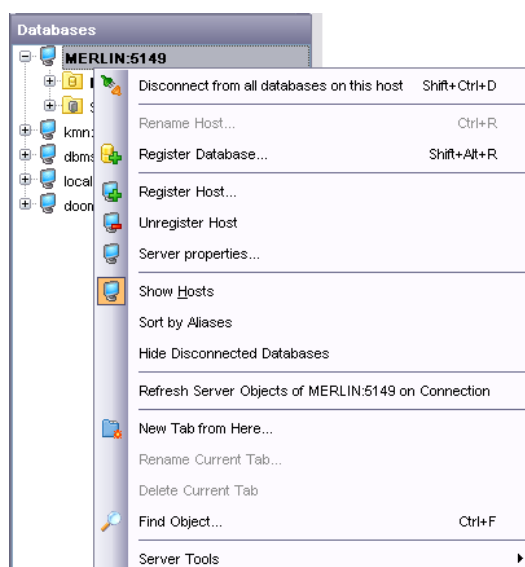 Databases
MERLIN:5149
Disconnect from all databases on this host Shift+Ctrl+D
Rename Host... Ctrl+R
kmn
Register Database... Shift+Alt+R
dbms
local
Register Host...
doom
Unregister Host
Server properties...
Show Hosts
Sort by Aliases
Hide Disconnected Databases
Refresh Server Objects of MERLIN:5149 on Connection
New Tab from Here...
Rename Current Tab...
Delete Current Tab
Find Object... Ctrl+F
Server Tools